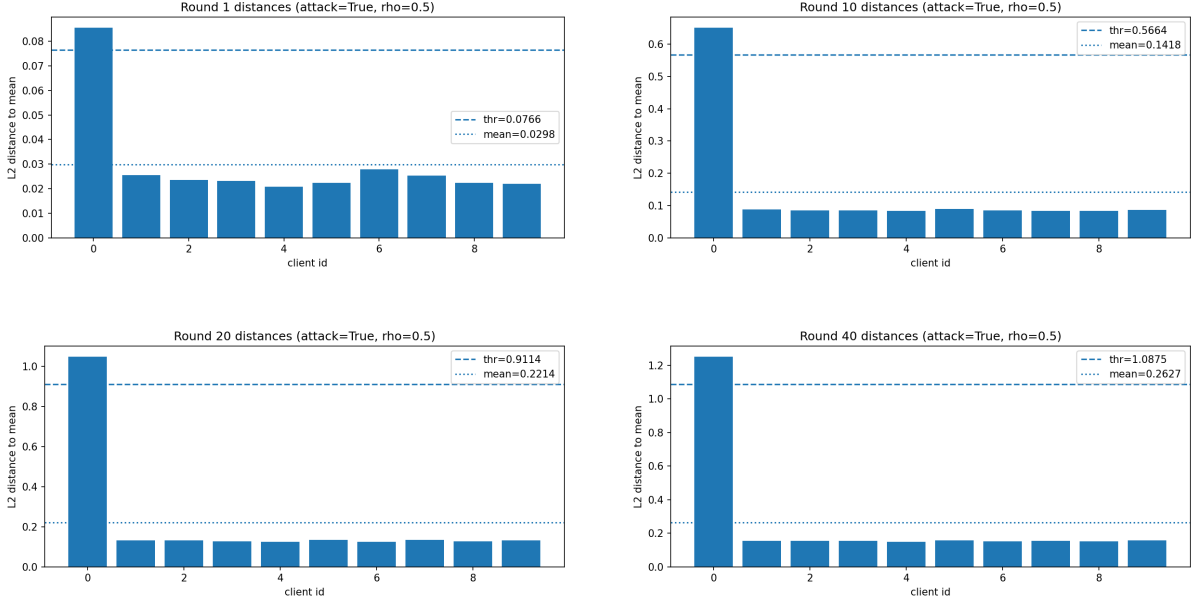 Round 1 distances (attack=True, rho=0.5)
L2 distance to mean
0.08
0.07
0.06
0.05
0.04
0.03
0.02
0.01
0.00
thr=0.0766
mean=0.0298
0 2 4 6 8
client id
Round 10 distances (attack=True, rho=0.5)
L2 distance to mean
0.6
0.5
0.4
0.3
0.2
0.1
0.0
thr=0.5664
mean=0.1418
0 2 4 6 8
client id
Round 20 distances (attack=True, rho=0.5)
L2 distance to mean
1.0
0.8
0.6
0.4
0.2
0.0
thr=0.9114
mean=0.2214
0 2 4 6 8
client id
Round 40 distances (attack=True, rho=0.5)
L2 distance to mean
1.2
1.0
0.8
0.6
0.4
0.2
0.0
thr=1.0875
mean=0.2627
0 2 4 6 8
client id